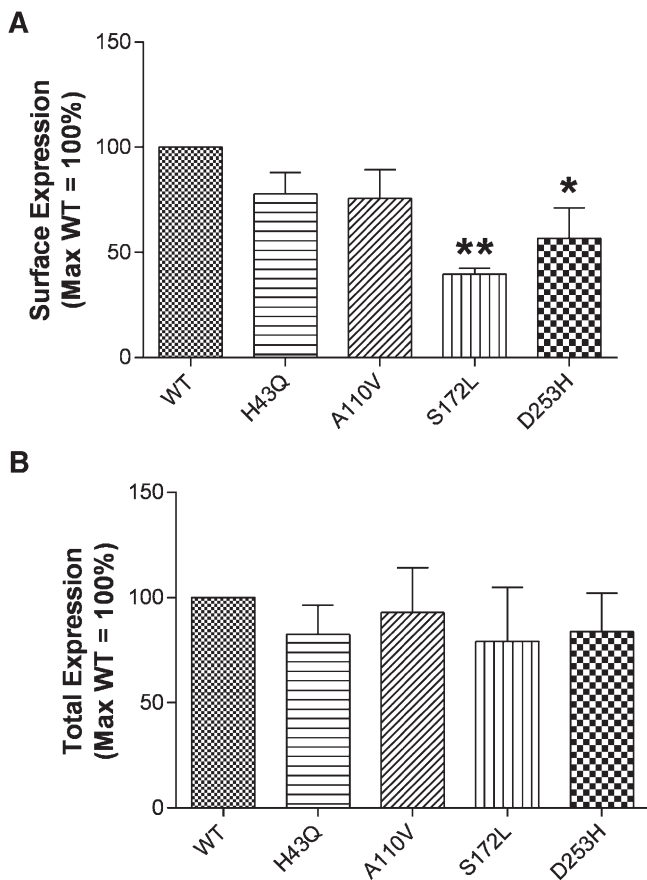 A
Surface Expression
(Max WT = 100%)
150
100
50
0
**
*
WT
H43Q
A110V
S172L
D253H
B
Total Expression
(Max WT = 100%)
150
100
50
0
WT
H43Q
A110V
S172L
D253H